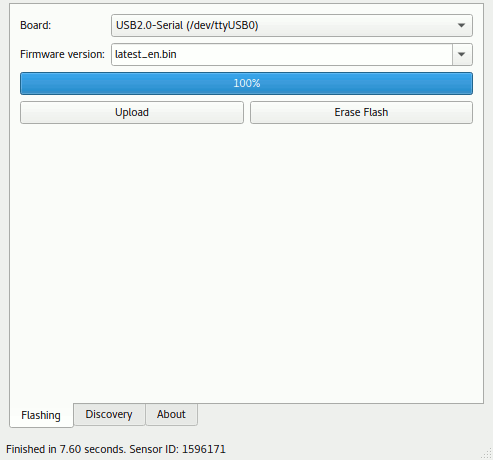 Board: USB2.0-Serial (/dev/ttyUSB0)
Firmware version: latest_en.bin
100%
Upload Erase Flash
Flashing Discovery About
Finished in 7.60 seconds. Sensor ID: 1596171